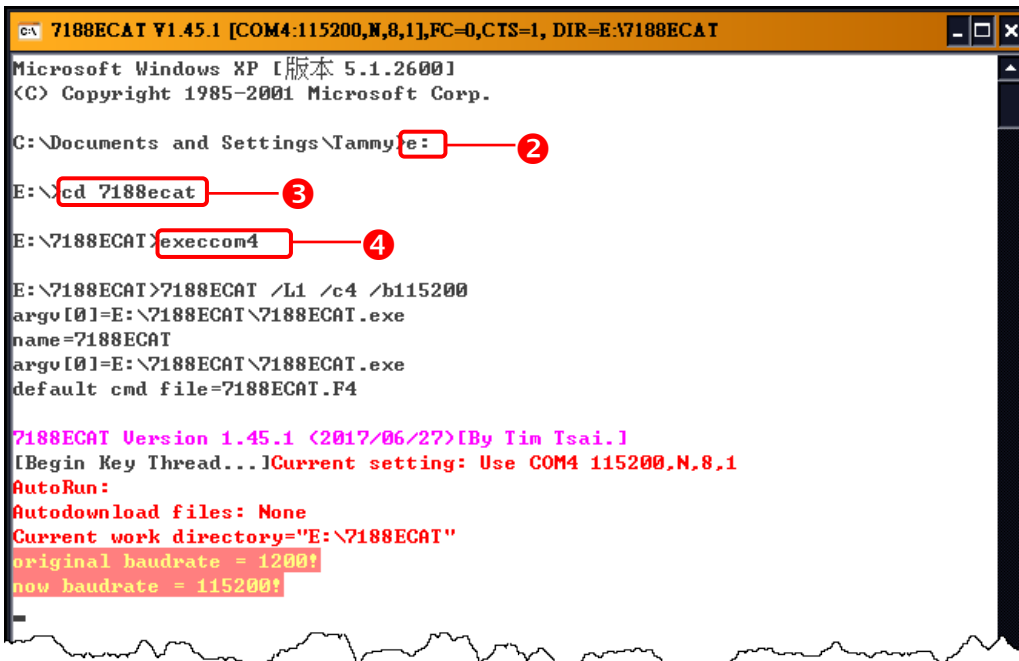 7188ECAT V1.45.1 [COM4:115200,N,8,1],FC=0,CTS=1, DIR=E:\7188ECAT
Microsoft Windows XP [版本 5.1.2600]
(C) Copyright 1985-2001 Microsoft Corp.
C:\Documents and Settings\Tammy>e: 2
E:\>cd 7188ecat 3
E:\7188ECAT>execcom4 4
E:\7188ECAT>7188ECAT /L1 /c4 /b115200
argv[0]=E:\7188ECAT\7188ECAT.exe
name=7188ECAT
argv[0]=E:\7188ECAT\7188ECAT.exe
default cmd file=7188ECAT.F4
7188ECAT Version 1.45.1 (2017/06/27)[By Tim Tsai.]
[Begin Key Thread...]Current setting: Use COM4 115200,N,8,1
AutoRun:
Autodownload files: None
Current work directory="E:\7188ECAT"
original baudrate = 1200!
now baudrate = 115200!